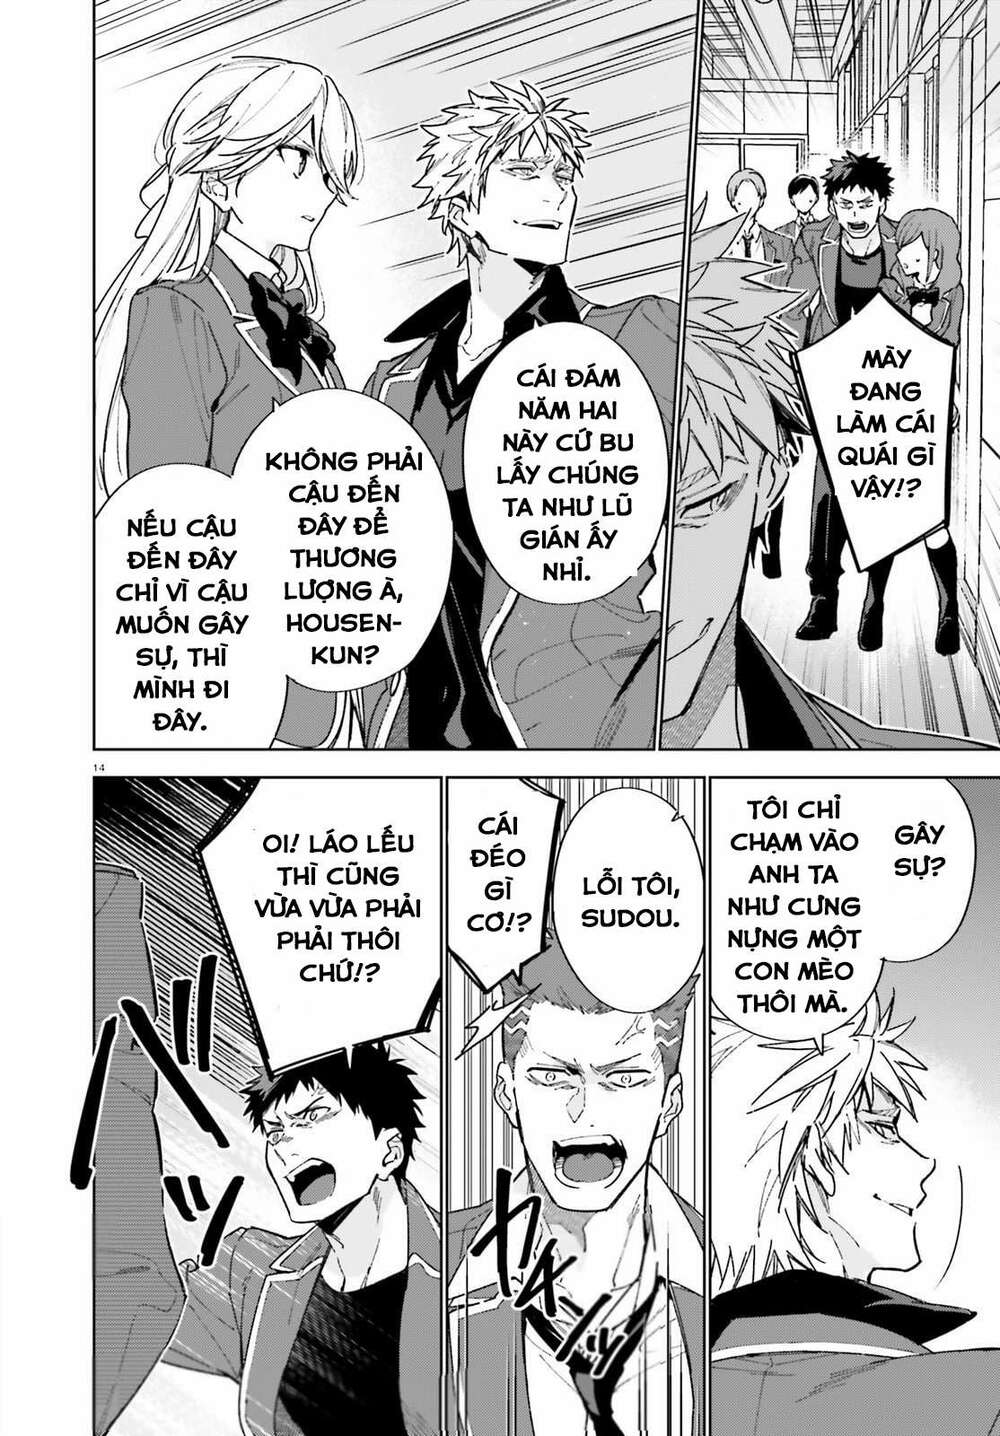 MÀY
ĐANG
LÀM CÁI
QUÁI GÌ
VẬY!?
CÁI ĐÁM
NĂM HAI
NÀY CỨ BU
LẤY CHÚNG
TA NHƯ LŨ
GIÁN ẤY
NHỈ.
KHÔNG PHẢI
CẬU ĐẾN
ĐÂY ĐỂ
THƯƠNG
LƯỢNG À,
HOUSEN-
KUN?
NẾU CẬU
ĐẾN ĐÂY
CHỈ VÌ CẬU
MUỐN GÂY
SỰ, THÌ
MÌNH ĐI
ĐÂY.
14
GÂY
SỰ?
TÔI CHỈ
CHẠM VÀO
ANH TA
NHƯ CƯNG
NỰNG MỘT
CON MÈO
THÔI MÀ.
LỖI TÔI,
SUDOU.
CÁI
ĐÉO
GÌ
CƠ!?
OI! LÁO LẾU
THÌ CŨNG
VỪA VỪA PHẢI
PHẢI THÔI
CHỨ!?